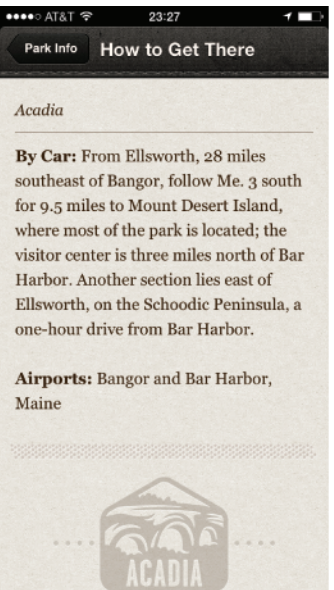 AT&T 23:27
Park Info How to Get There
Acadia
By Car: From Ellsworth, 28 miles
southeast of Bangor, follow Me. 3 south
for 9.5 miles to Mount Desert Island,
where most of the park is located; the
visitor center is three miles north of Bar
Harbor. Another section lies east of
Ellsworth, on the Schoodic Peninsula, a
one-hour drive from Bar Harbor.
Airports: Bangor and Bar Harbor,
Maine
ACADIA